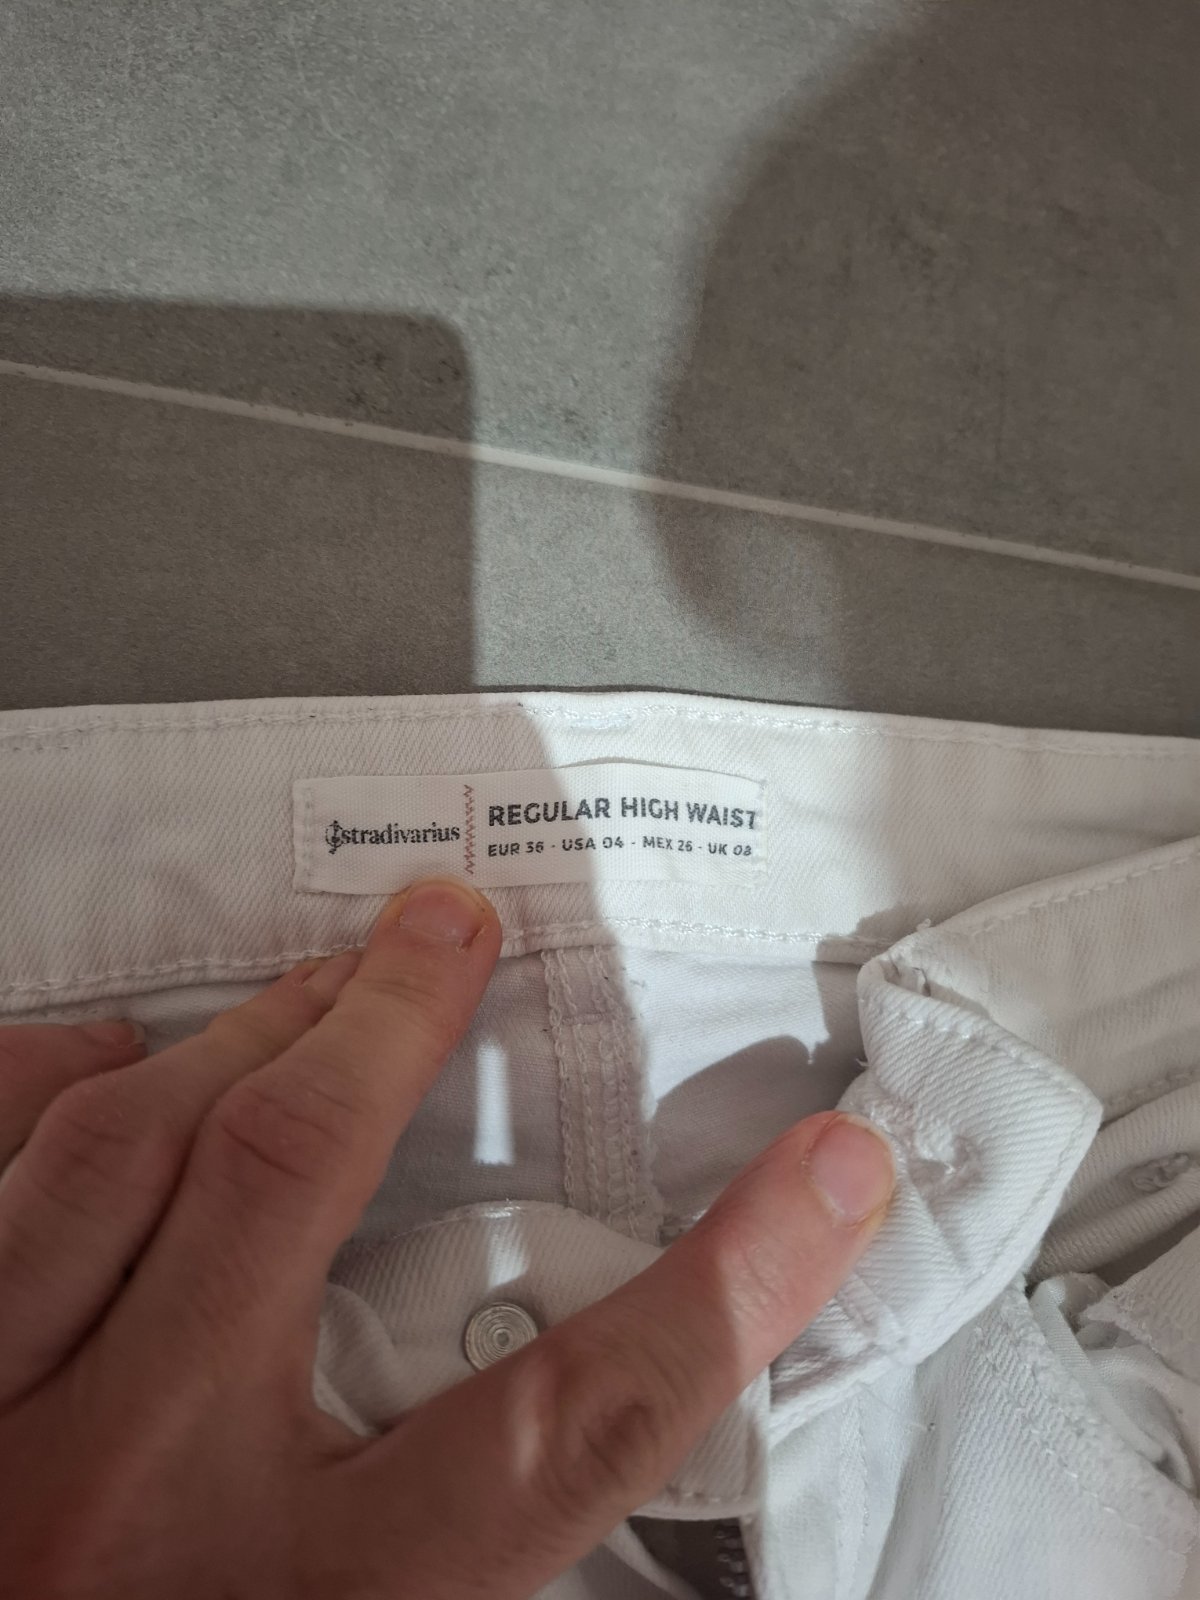 stradivarius
REGULAR HIGH WAIST
EUR 36 - USA 04 - MEX 26 - UK 08